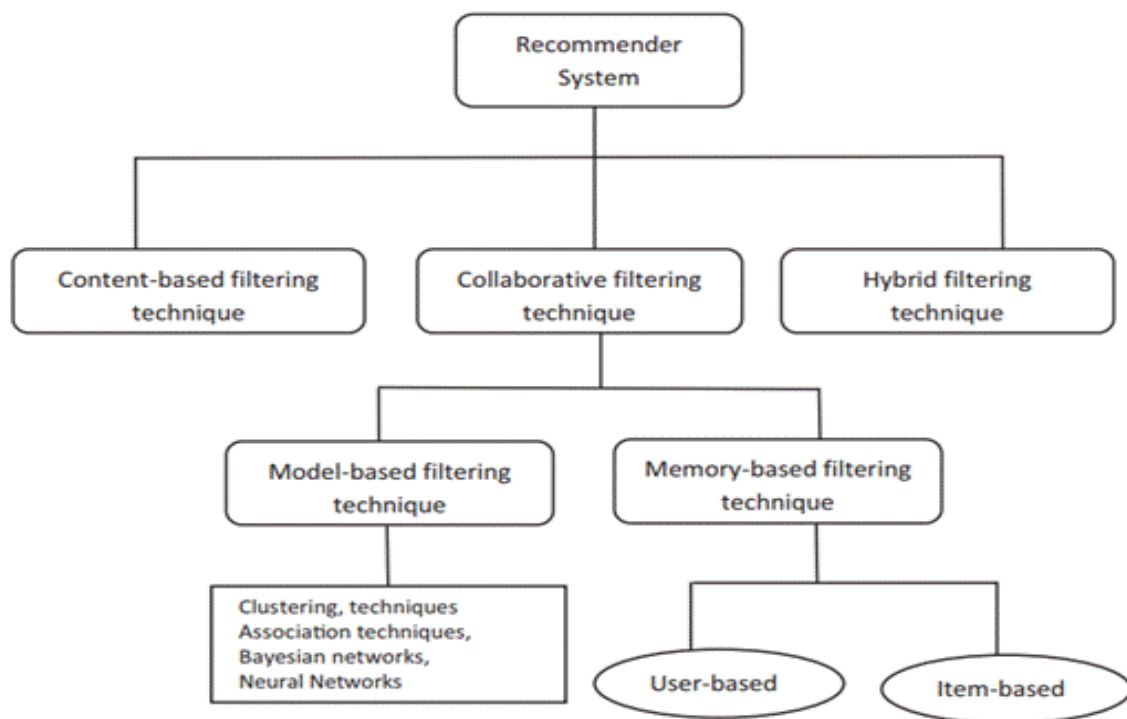 Recommender
System
Content-based filtering
technique
Collaborative filtering
technique
Hybrid filtering
technique
Model-based filtering
technique
Memory-based filtering
technique
Clustering, techniques
Association techniques,
Bayesian networks,
Neural Networks
User-based
Item-based